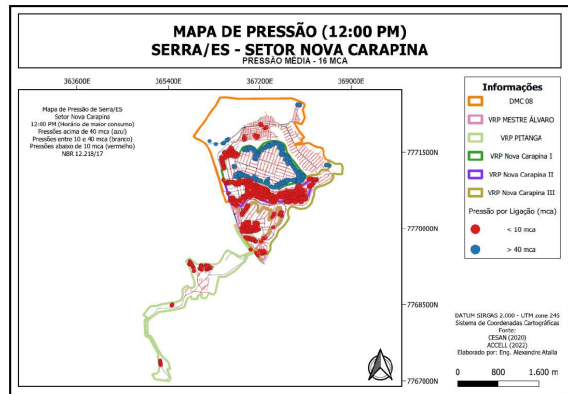 MAPA DE PRESSÃO (12:00 PM)
SERRA/ES - SETOR NOVA CARAPINA
PRESSÃO MÉDIA - 16 MCA
363600E
365400E
367200E
369000E
Mapa de Pressão de Serra/ES
Setor Nova Carapina
12:00 PM (Horário de maior consumo)
Pressões acima de 40 mca (azul)
Pressões entre 10 e 40 mca (branco)
Pressões abaixo de 10 mca (vermelho)
NBR 12.218/17
7771500N
7770000N
7768500N
7767000N
Informações
DMC 08
VRP MESTRE ÁLVARO
VRP PITANGA
VRP Nova Carapina I
VRP Nova Carapina II
VRP Nova Carapina III
Pressão por Ligação (mca)
< 10 mca
> 40 mca
DATUM SIRGAS 2.000 - UTM zone 24S
Sistema de Coordenadas Cartográficas
Fonte:
CESAN (2020)
ACCELL (2022)
Elaborado por: Eng. Alexandre Atalla
0 800 1.600 m